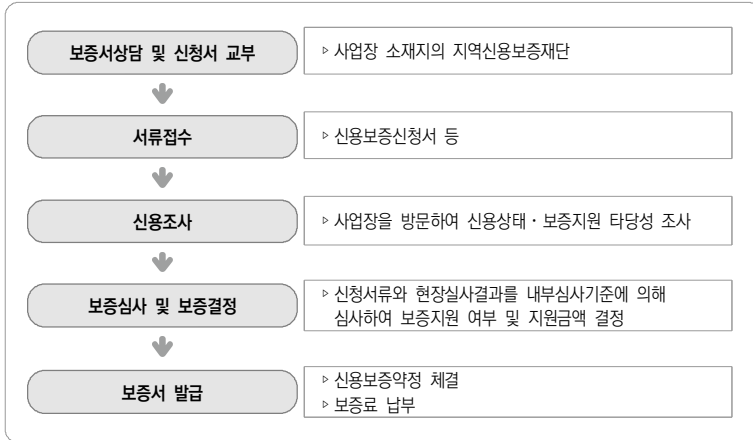 보증서상담 및 신청서 교부
▹ 사업장 소재지의 지역신용보증재단
서류접수
▹ 신용보증신청서 등
신용조사
▹ 사업장을 방문하여 신용상태・보증지원 타당성 조사
보증심사 및 보증결정
▹ 신청서류와 현장실사결과를 내부심사기준에 의해
심사하여 보증지원 여부 및 지원금액 결정
보증서 발급
▹ 신용보증약정 체결
▹ 보증료 납부